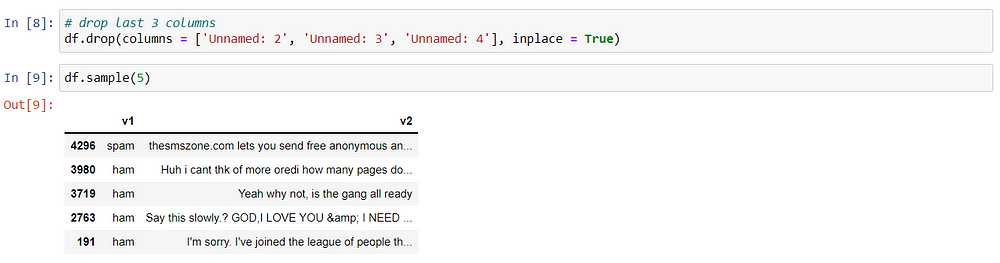 In [8]: # drop last 3 columns
df.drop(columns = ['Unnamed: 2', 'Unnamed: 3', 'Unnamed: 4'], inplace = True)
In [9]: df.sample(5)
Out[9]:
v1 v2
4296 spam thesmszone.com lets you send free anonymous an...
3980 ham Huh i cant thk of more oredi how many pages do...
3719 ham Yeah why not, is the gang all ready
2763 ham Say this slowly.? GOD,I LOVE YOU &amp; I NEED ...
191 ham I'm sorry. I've joined the league of people th...